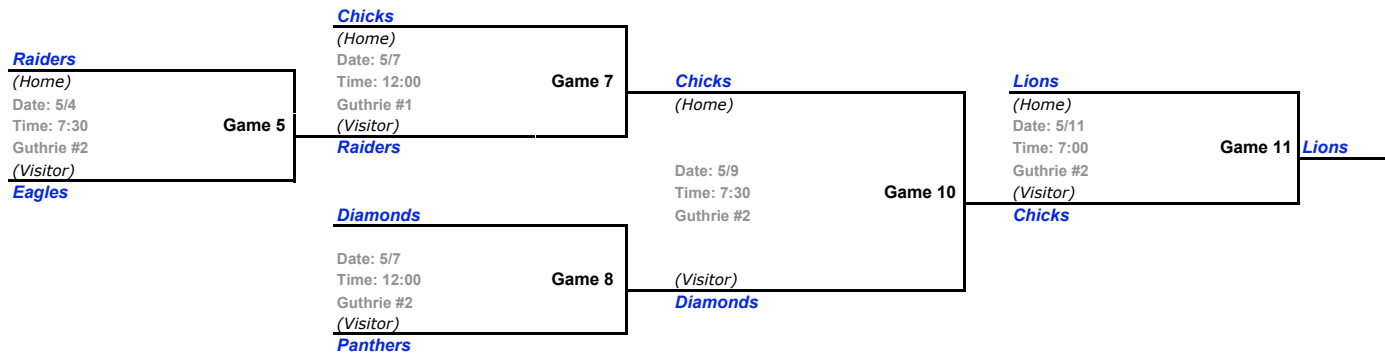 Raiders
(Home)
Date: 5/4
Time: 7:30
Guthrie #2
Game 5
(Visitor)
Eagles
Chicks
(Home)
Date: 5/7
Time: 12:00
Guthrie #1
Game 7
(Visitor)
Raiders
Diamonds
Date: 5/7
Time: 12:00
Guthrie #2
Game 8
(Visitor)
Panthers
Chicks
(Home)
Date: 5/9
Time: 7:30
Guthrie #2
Game 10
(Visitor)
Diamonds
Lions
(Home)
Date: 5/11
Time: 7:00
Guthrie #2
Game 11
(Visitor)
Chicks
Lions